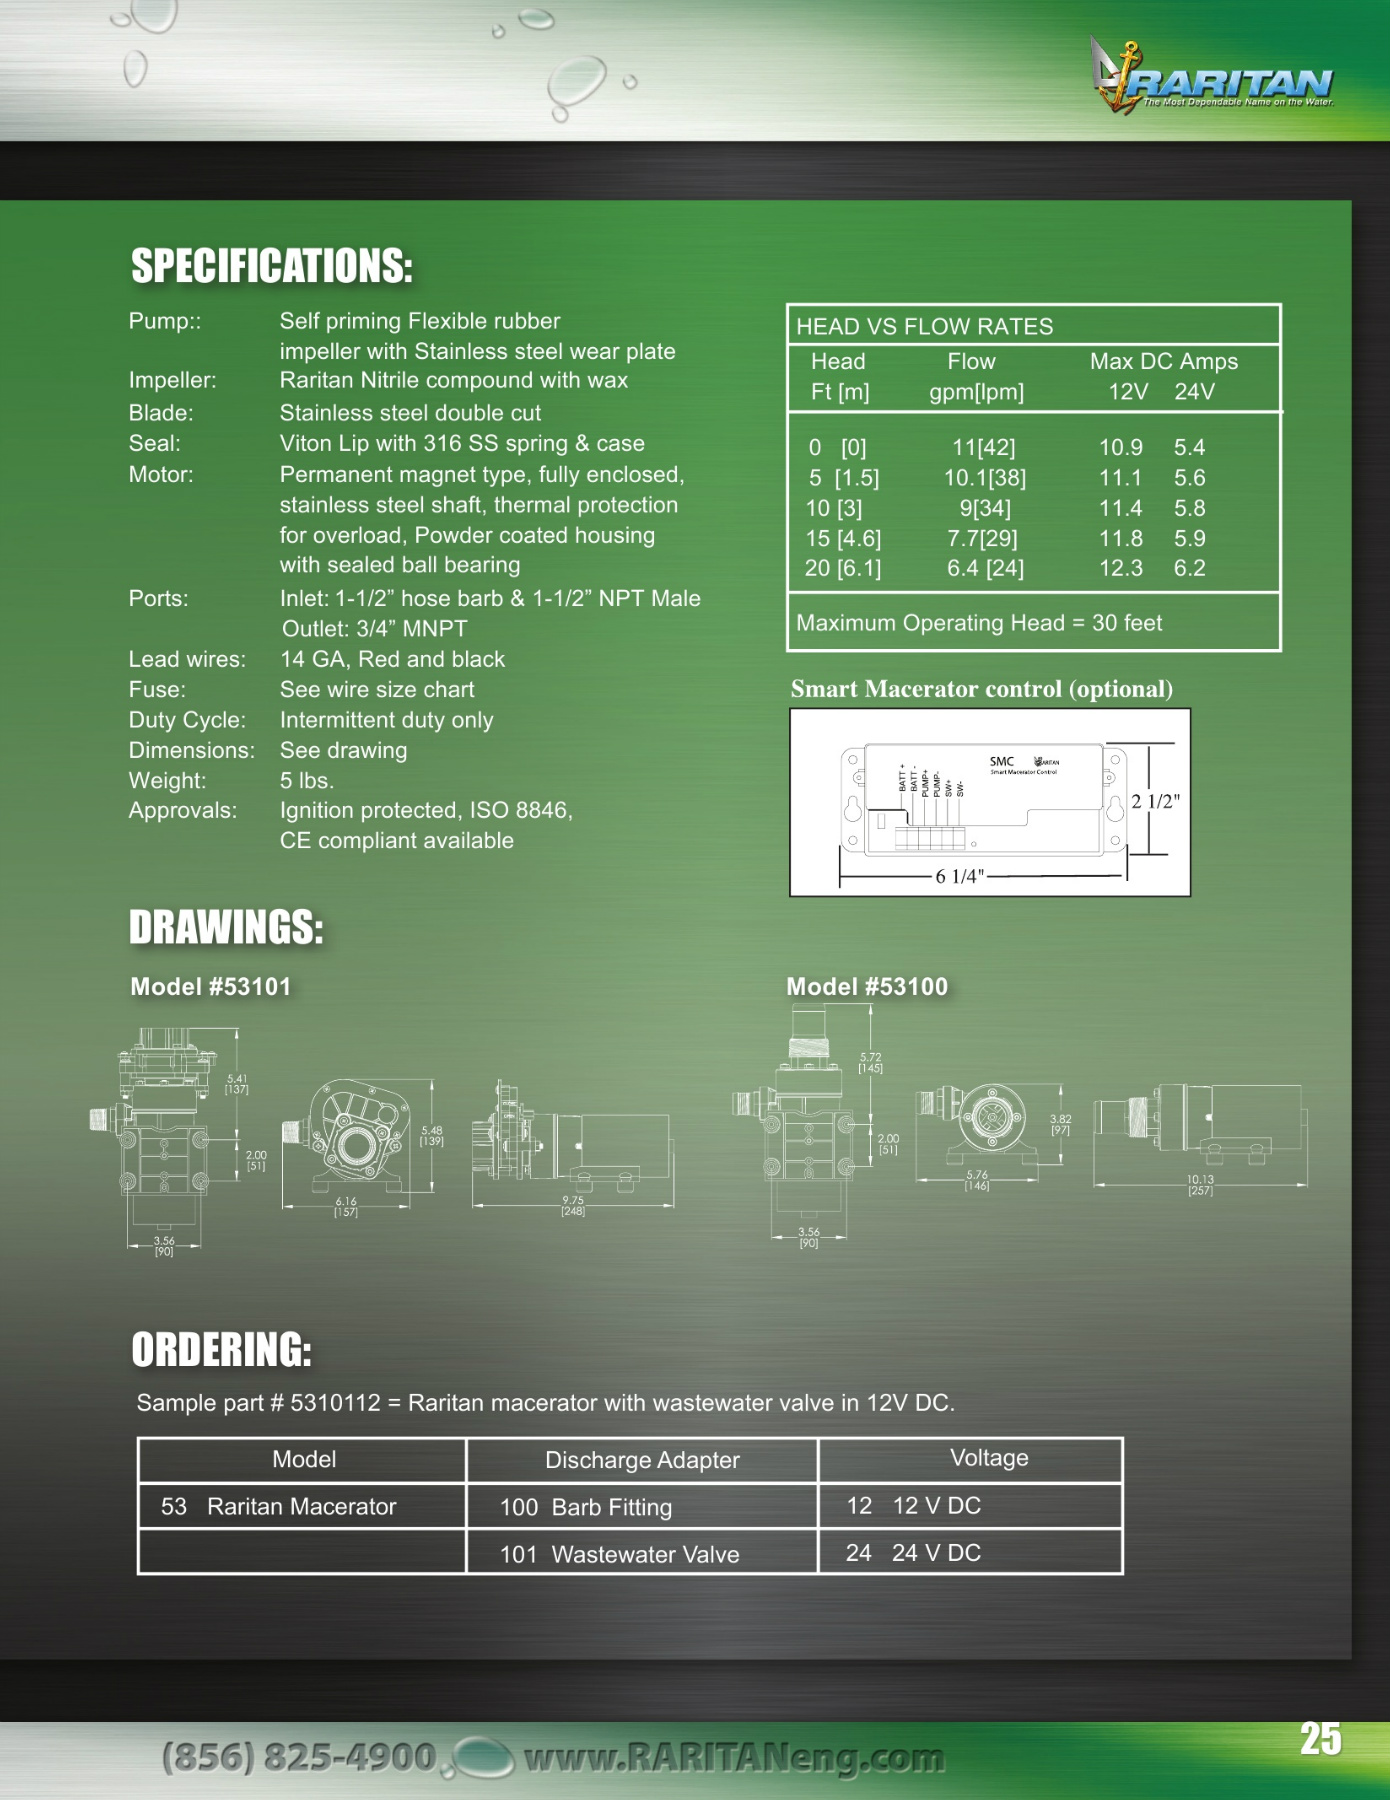 RARITAN
The Most Dependable Name on the Water.
SPECIFICATIONS:
Pump:: Self priming Flexible rubber
impeller with Stainless steel wear plate
Impeller: Raritan Nitrile compound with wax
Blade: Stainless steel double cut
Seal: Viton Lip with 316 SS spring & case
Motor: Permanent magnet type, fully enclosed,
stainless steel shaft, thermal protection
for overload, Powder coated housing
with sealed ball bearing
Ports: Inlet: 1-1/2” hose barb & 1-1/2” NPT Male
Outlet: 3/4” MNPT
Lead wires: 14 GA, Red and black
Fuse: See wire size chart
Duty Cycle: Intermittent duty only
Dimensions: See drawing
Weight: 5 lbs.
Approvals: Ignition protected, ISO 8846,
CE compliant available
HEAD VS FLOW RATES
Head Flow Max DC Amps
Ft [m] gpm[lpm] 12V 24V
0 [0] 11[42] 10.9 5.4
5 [1.5] 10.1[38] 11.1 5.6
10 [3] 9[34] 11.4 5.8
15 [4.6] 7.7[29] 11.8 5.9
20 [6.1] 6.4 [24] 12.3 6.2
Maximum Operating Head = 30 feet
Smart Macerator control (optional)
BATT +
BATT -
PUMP+
PUMP-
SW+
SW-
SMC RARITAN
Smart Macerator Control
2 1/2"
6 1/4"
DRAWINGS:
Model #53101
5.41
[137]
2.00
[51]
3.56
[90]
5.48
[139]
6.16
[157]
9.75
[248]
Model #53100
5.72
[145]
2.00
[51]
3.56
[90]
3.82
[97]
5.76
[146]
10.13
[257]
ORDERING:
Sample part # 5310112 = Raritan macerator with wastewater valve in 12V DC.
Model Discharge Adapter Voltage
53 Raritan Macerator 100 Barb Fitting 12 12 V DC
101 Wastewater Valve 24 24 V DC
25
(856) 825-4900 www.RARITANeng.com